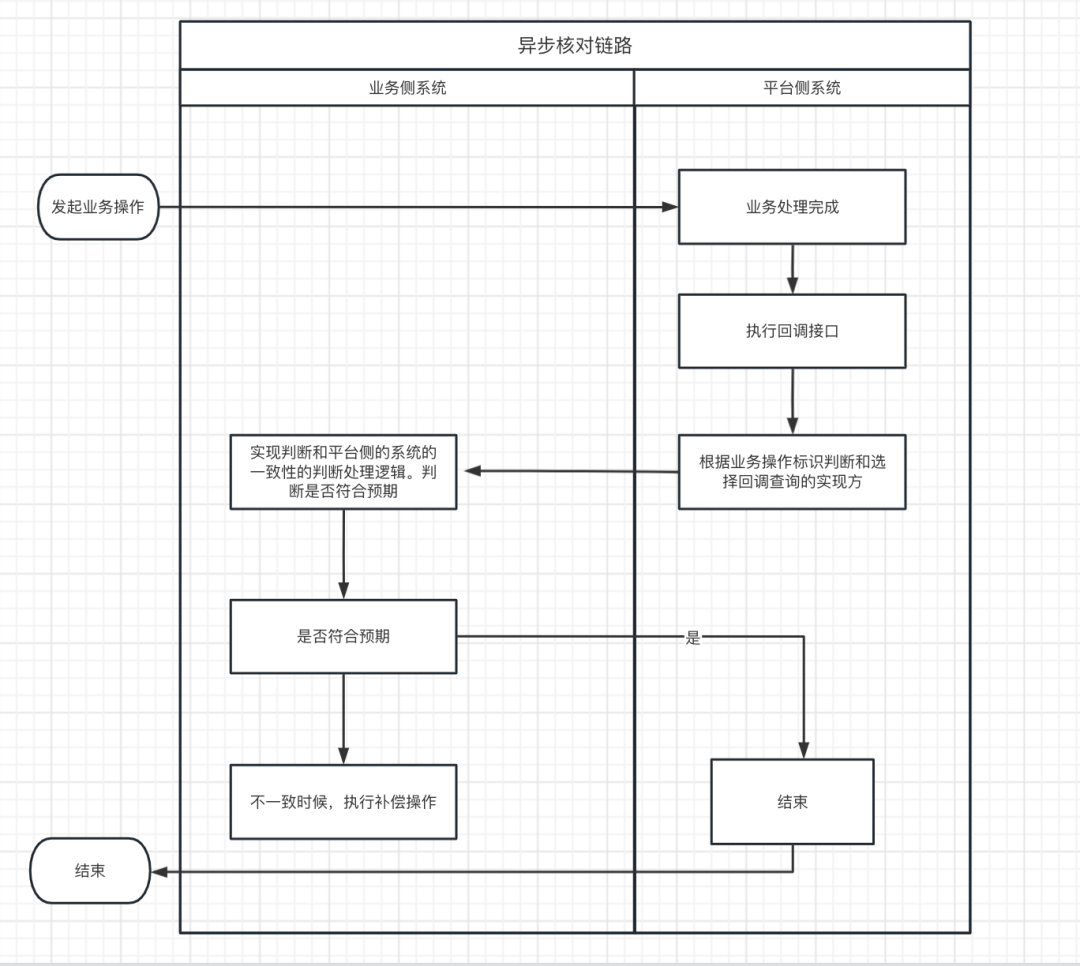 异步核对链路
业务侧系统
平台侧系统
发起业务操作
业务处理完成
执行回调接口
根据业务操作标识判断和选
择回调查询的实现方
实现判断和平台侧的系统的
一致性的判断处理逻辑。判
断是否符合预期
是否符合预期
是
不一致时候，执行补偿操作
结束
结束